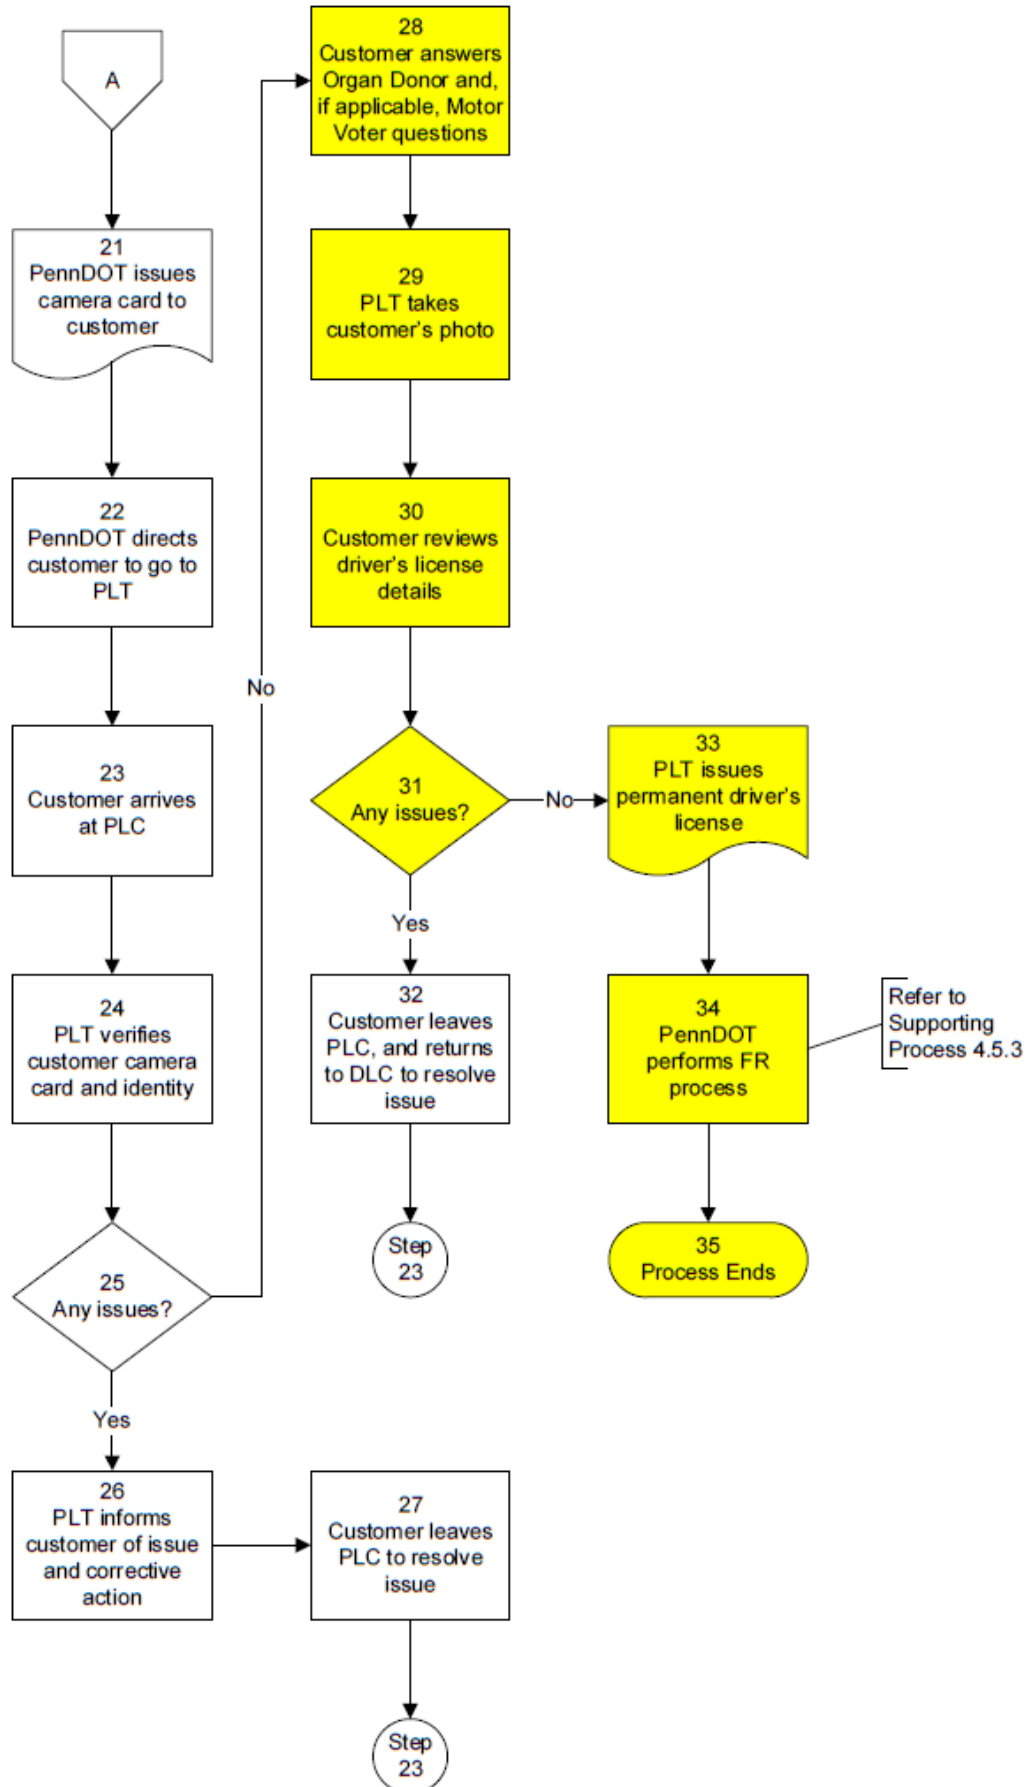 A
21
PennDOT issues
camera card to
customer
22
PennDOT directs
customer to go to
PLT
23
Customer arrives
at PLC
24
PLT verifies
customer camera
card and identity
25
Any issues?
No
Yes
26
PLT informs
customer of issue
and corrective
action
27
Customer leaves
PLC to resolve
issue
Step
23
28
Customer answers
Organ Donor and,
if applicable, Motor
Voter questions
29
PLT takes
customer's photo
30
Customer reviews
driver's license
details
31
Any issues?
No
Yes
32
Customer leaves
PLC, and returns
to DLC to resolve
issue
Step
23
33
PLT issues
permanent driver's
license
34
PennDOT
performs FR
process
Refer to
Supporting
Process 4.5.3
35
Process Ends